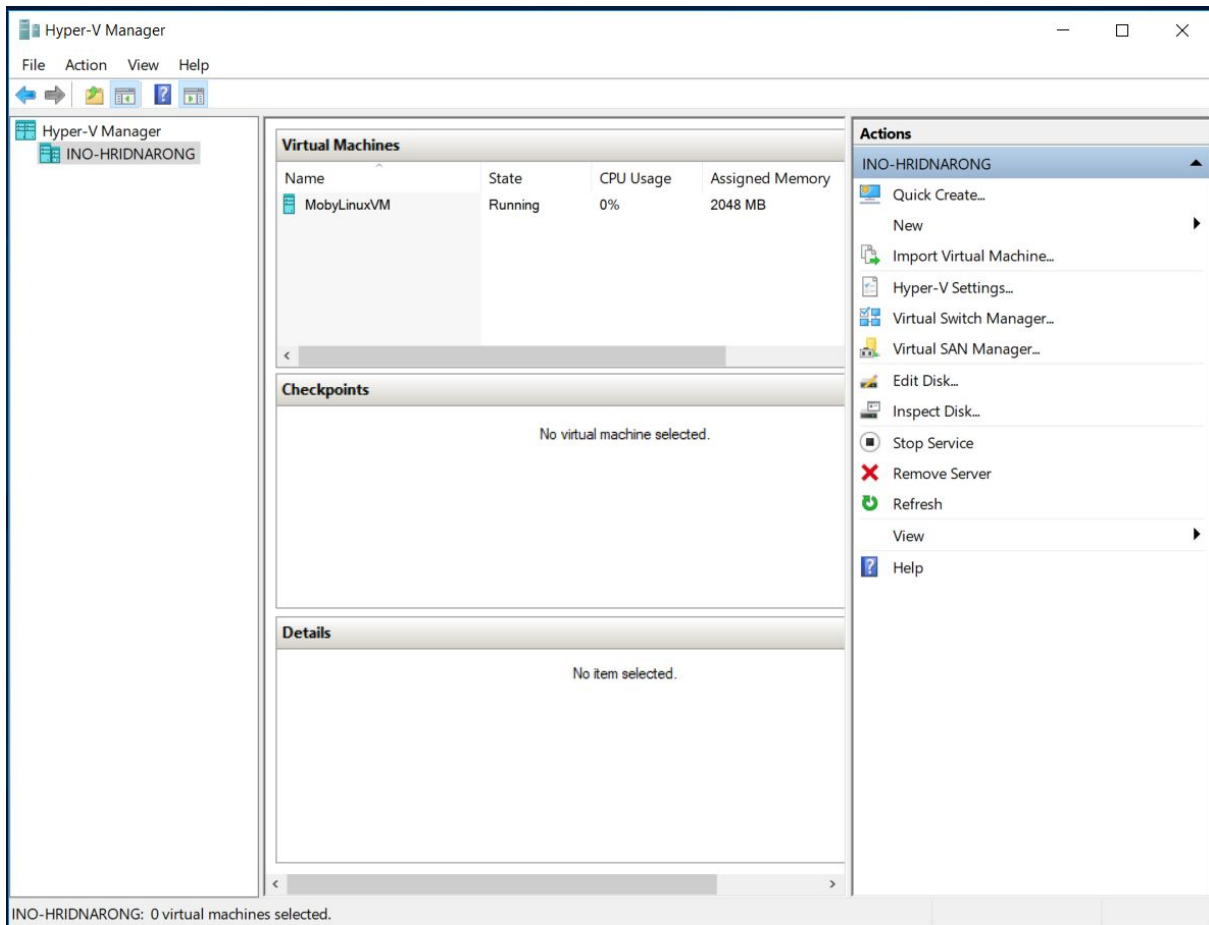 Hyper-V Manager
File Action View Help
Hyper-V Manager
INO-HRIDNARONG
Virtual Machines
Name State CPU Usage Assigned Memory
MobyLinuxVM Running 0% 2048 MB
Checkpoints
No virtual machine selected.
Details
No item selected.
Actions
INO-HRIDNARONG
Quick Create...
New
Import Virtual Machine...
Hyper-V Settings...
Virtual Switch Manager...
Virtual SAN Manager...
Edit Disk...
Inspect Disk...
Stop Service
Remove Server
Refresh
View
Help
INO-HRIDNARONG: 0 virtual machines selected.